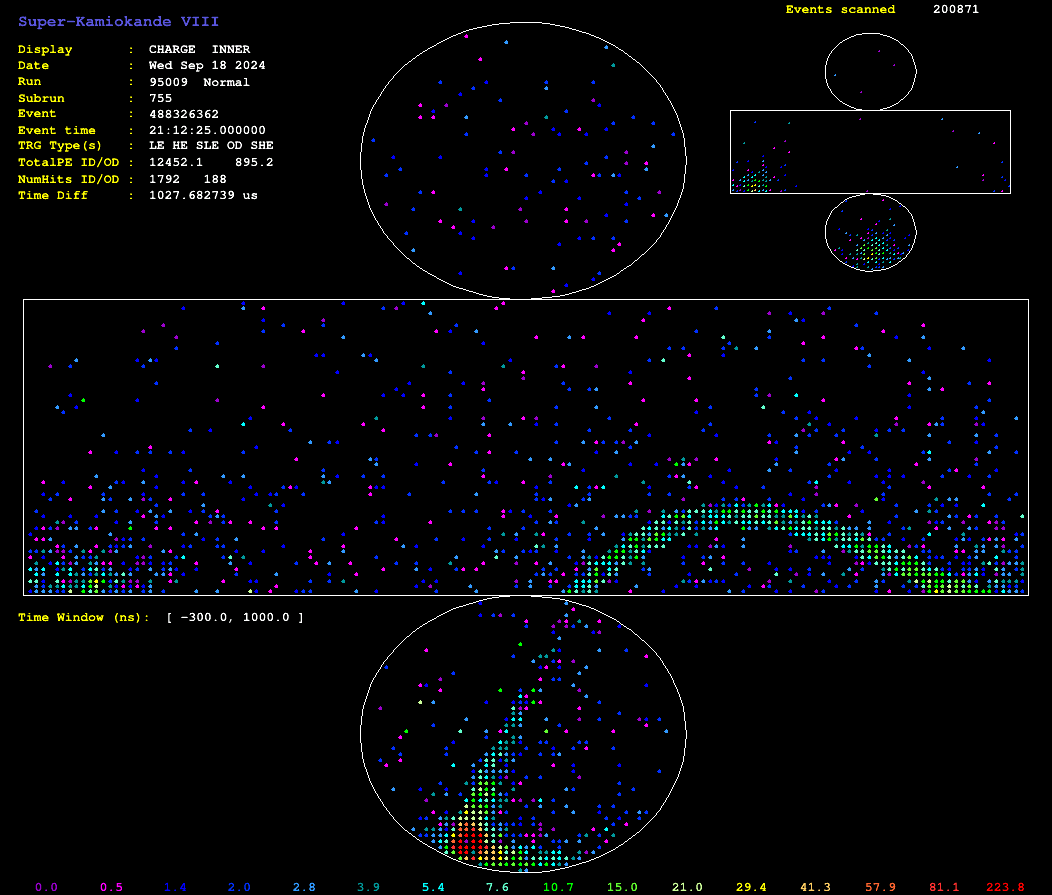 Super-Kamiokande VIII
Events scanned 200871
Display : CHARGE INNER
Date : Wed Sep 18 2024
Run : 95009 Normal
Subrun : 755
Event : 488326362
Event time : 21:12:25.000000
TRG Type(s) : LE HE SLE OD SHE
TotalPE ID/OD : 12452.1 895.2
NumHits ID/OD : 1792 188
Time Diff : 1027.682739 us
Time Window (ns): [ -300.0, 1000.0 ]
0.0 0.5 1.4 2.0 2.8 3.9 5.4 7.6 10.7 15.0 21.0 29.4 41.3 57.9 81.1 223.8